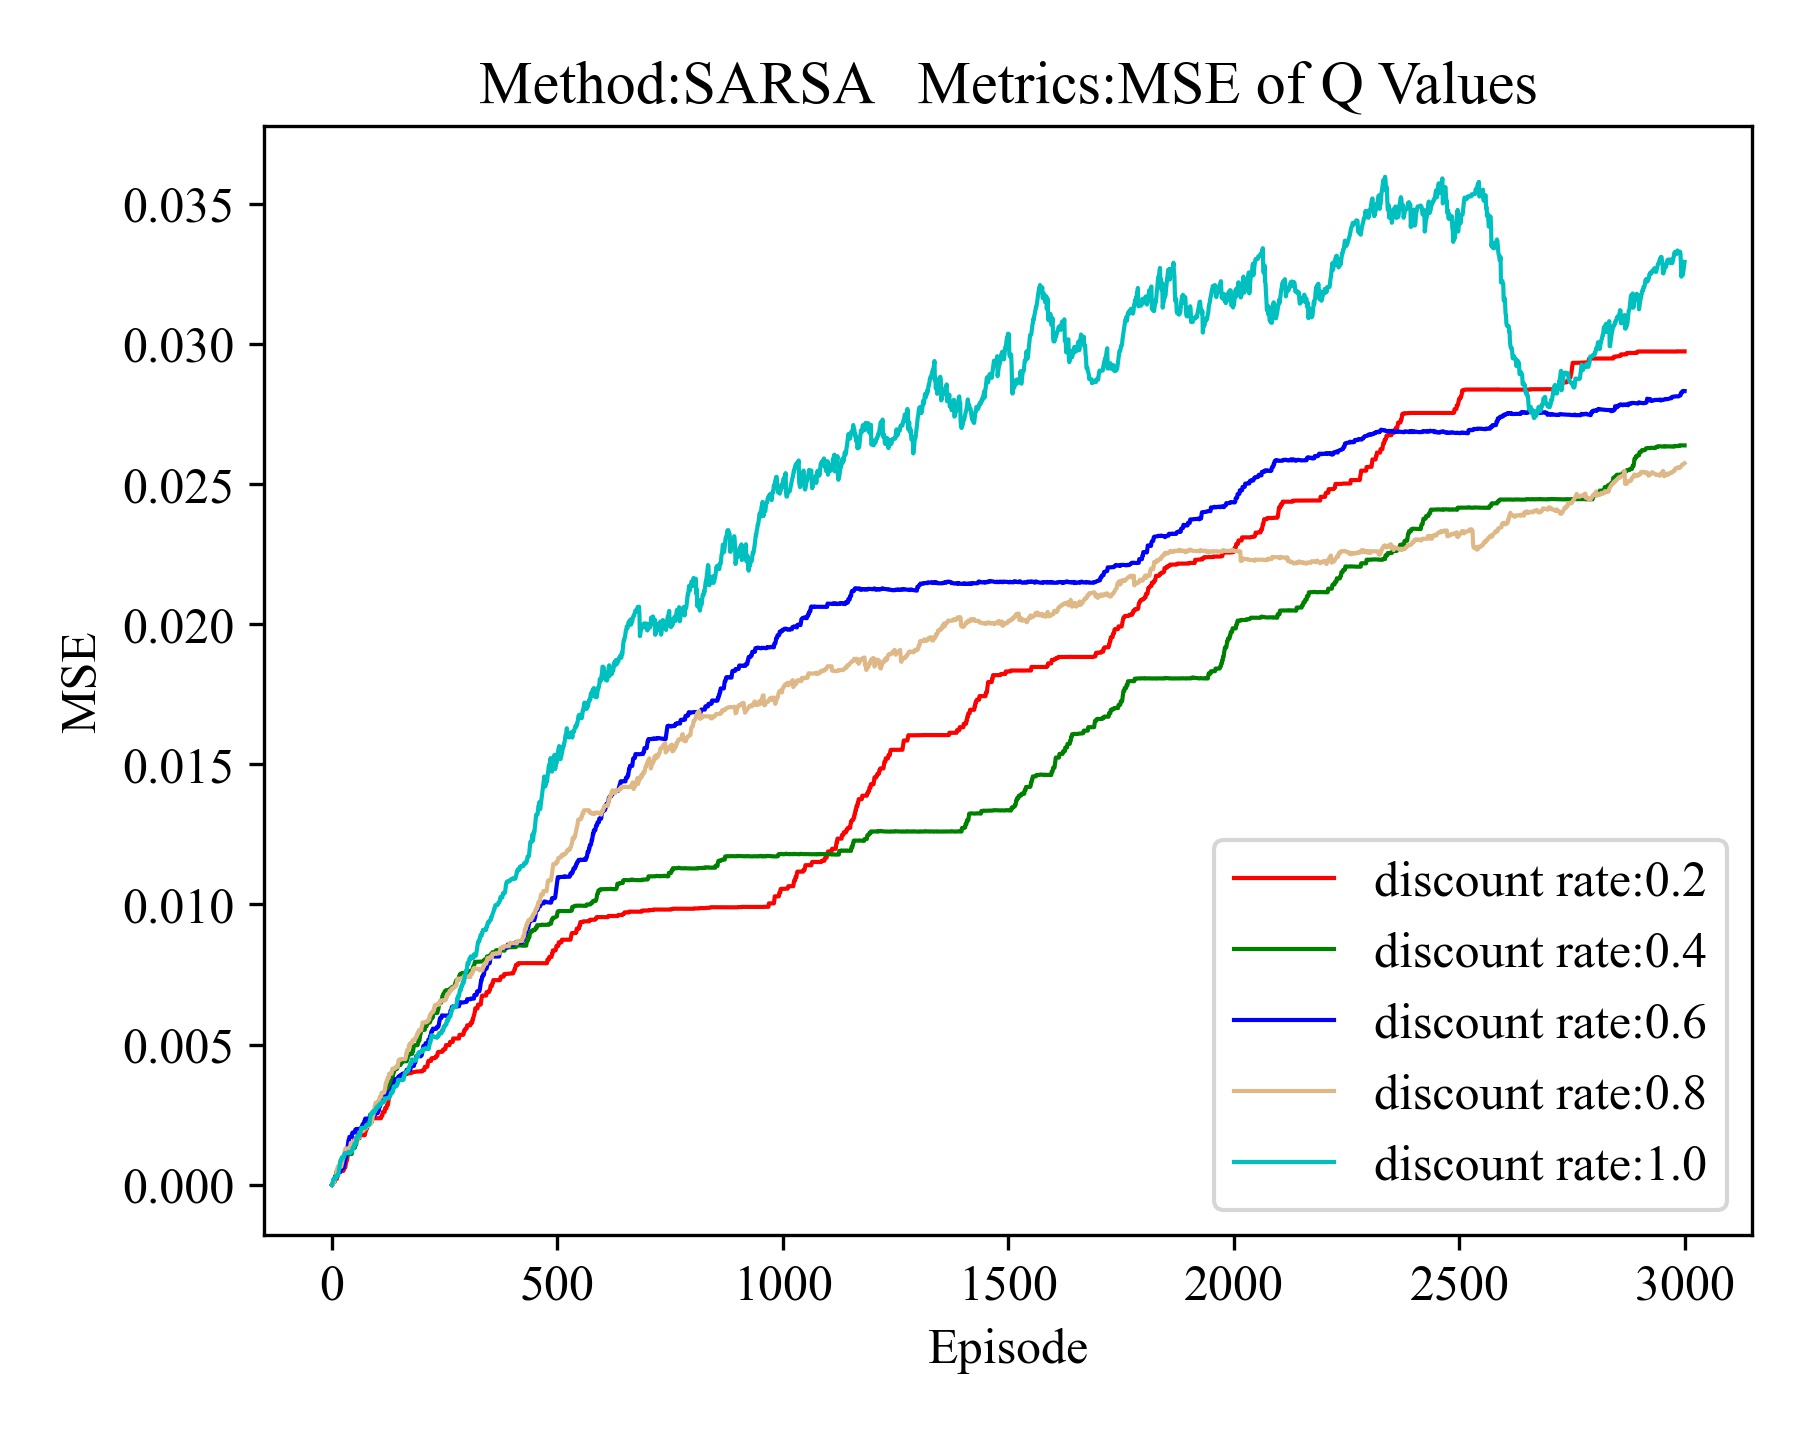 Method:SARSA   Metrics:MSE of Q Values
0.035
0.030
0.025
0.020
0.015
0.010
0.005
0.000
MSE
discount rate:0.2
discount rate:0.4
discount rate:0.6
discount rate:0.8
discount rate:1.0
0 500 1000 1500 2000 2500 3000
Episode